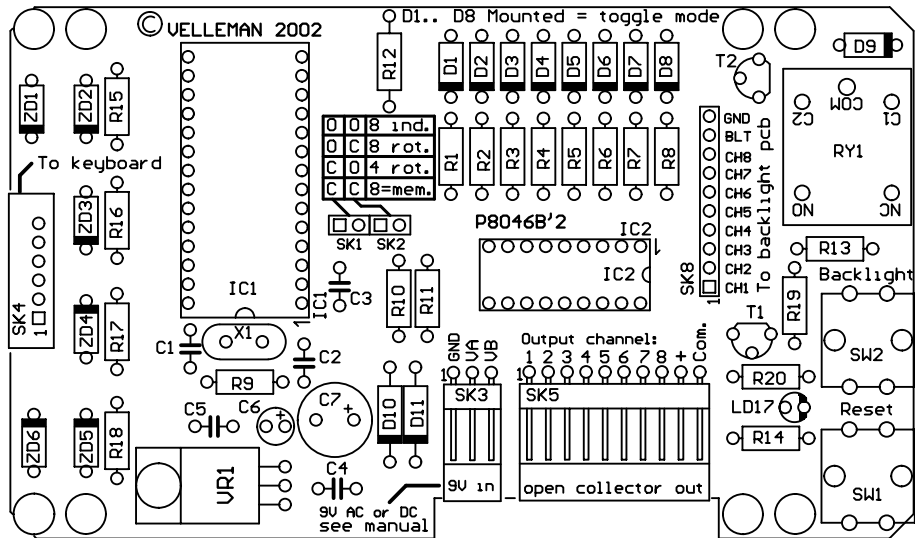 © VELLEMAN 2002
D1.. D8 Mounted = toggle mode
D9
T2
R12
D1 D2 D3 D4 D5 D6 D7 D8
ZD1
ZD2
R15
COM
C2
C1
RY1
NO
NC
O O 8 ind.
O C 8 rot.
C O 4 rot.
C C 8=mem.
R1 R2 R3 R4 R5 R6 R7 R8
GND
BLT
CH8
CH7
CH6
CH5
CH4
CH3
CH2
CH1
To backlight pcb
SK8
1
To keyboard
ZD3
R16
SK1
SK2
P8046B'2
IC2
IC2
R13
SK4
1
IC1
IC1
1
C3
R10
R11
R19
Backlight
ZD4
R17
C1
X1
C2
T1
SW2
GND
VA
VB
1
Output channel:
1 2 3 4 5 6 7 8 + Com.
1
R9
R20
SK3
SK5
LD17
Reset
C5
C6
+
C7
+
D10
D11
ZD6
ZD5
R18
R14
VR1
C4
9V in
open collector out
SW1
9V AC or DC
see manual